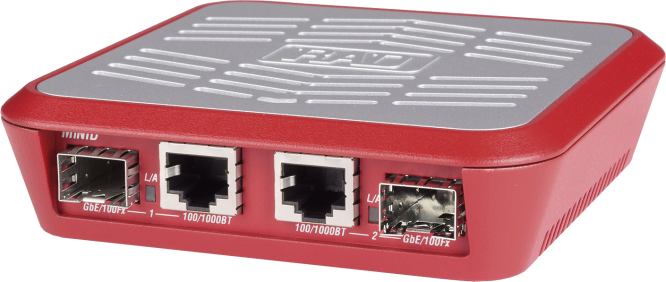 RAD
MINID
L/A
L/A
GbE/100Fx
1
100/1000BT
100/1000BT
2
GbE/100Fx